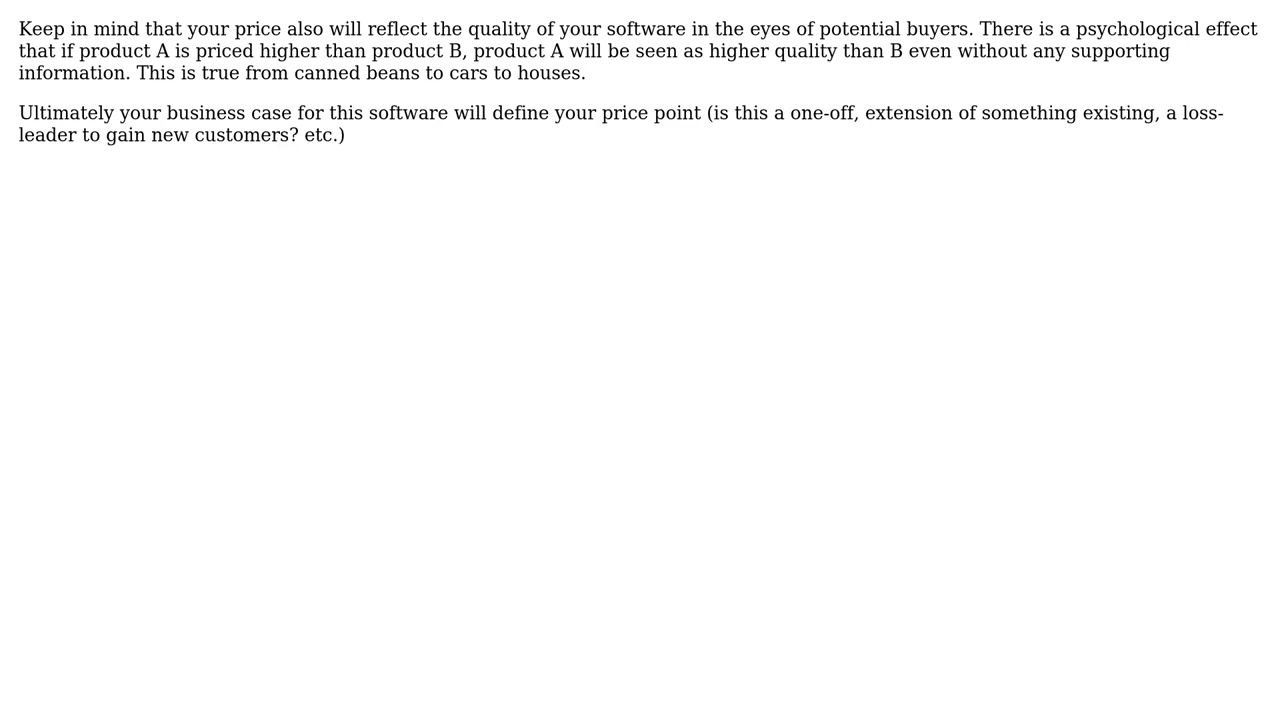 Keep in mind that your price also will reflect the quality of your software in the eyes of potential buyers. There is a psychological effect
that if product A is priced higher than product B, product A will be seen as higher quality than B even without any supporting
information. This is true from canned beans to cars to houses.
Ultimately your business case for this software will define your price point (is this a one-off, extension of something existing, a loss-
leader to gain new customers? etc.)